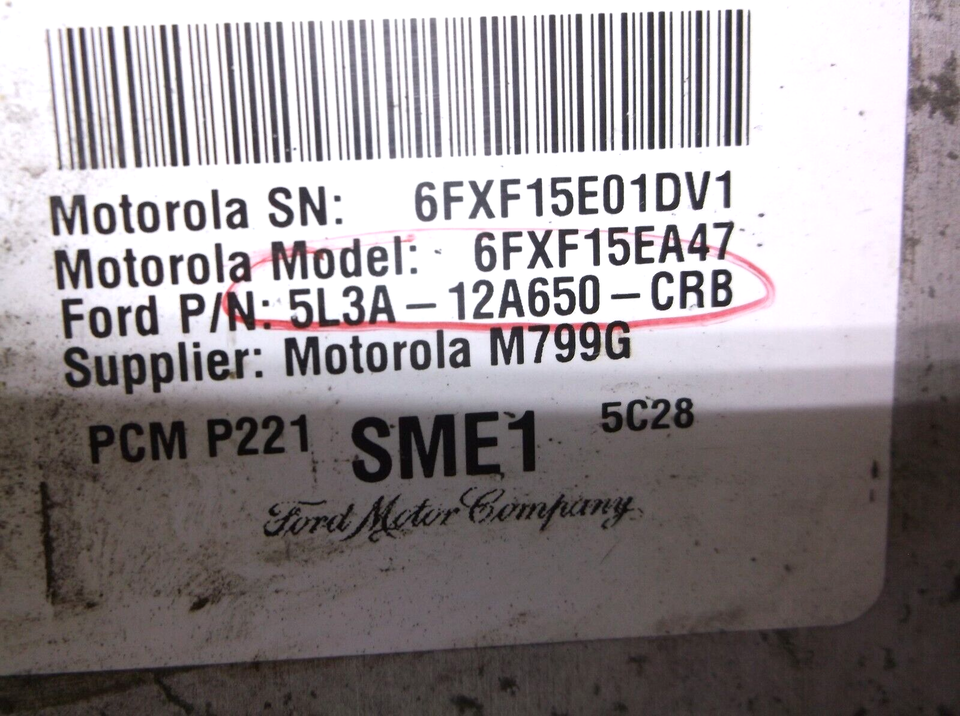 Motorola SN: 6FXF15E01DV1
Motorola Model: 6FXF15EA47
Ford P/N: 5L3A-12A650-CRB
Supplier: Motorola M799G
PCM P221 SME1 5C28
Ford Motor Company